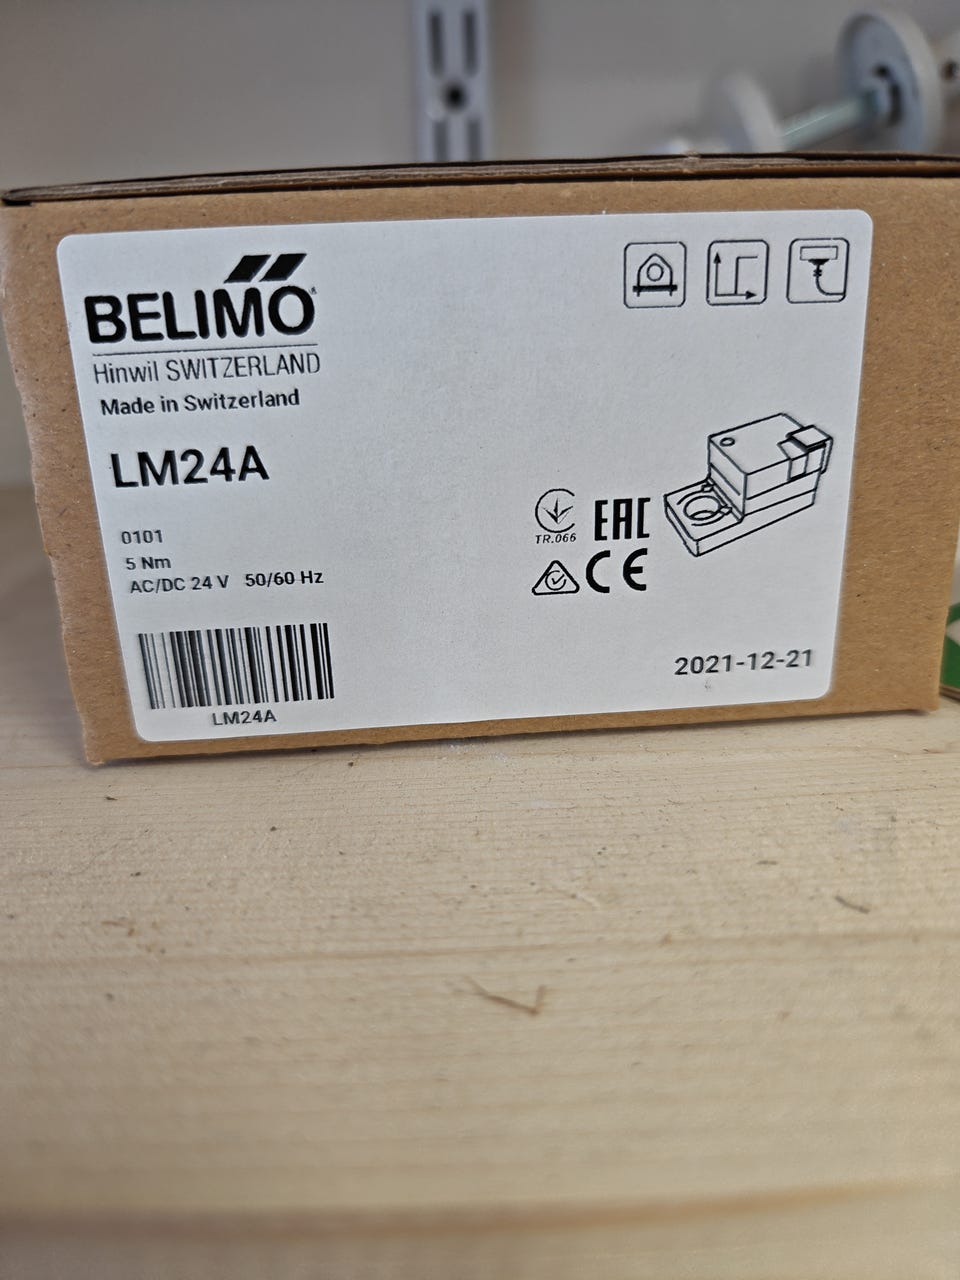 BELIMO®
Hinwil SWITZERLAND
Made in Switzerland
LM24A
0101
5 Nm
AC/DC 24 V 50/60 Hz
LM24A
TR.066
EAC
CE
2021-12-21